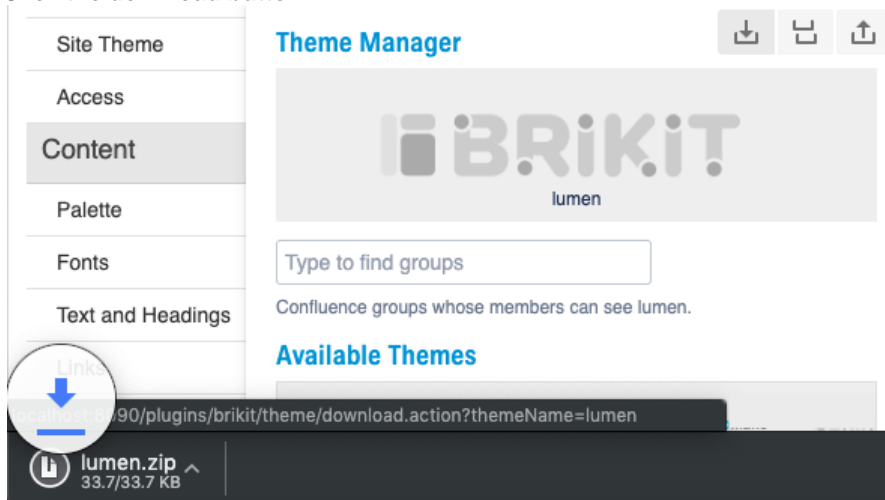 Site Theme
Access
Content
Palette
Fonts
Text and Headings
Links
Theme Manager
BRiKiT
lumen
Type to find groups
Confluence groups whose members can see lumen.
Available Themes
localhost:8090/plugins/brikit/theme/download.action?themeName=lumen
lumen.zip
33.7/33.7 KB